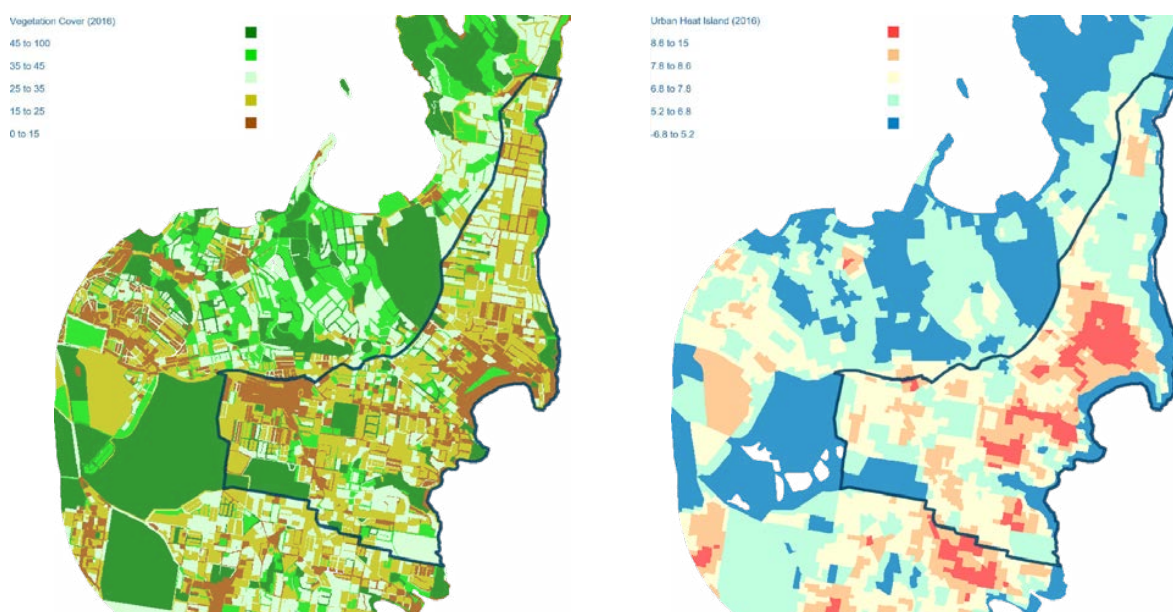 Vegetation Cover (2016)
45 to 100
35 to 45
25 to 35
15 to 25
0 to 15
Urban Heat Island (2016)
8.6 to 15
7.8 to 8.6
6.8 to 7.8
5.2 to 6.8
-6.8 to 5.2